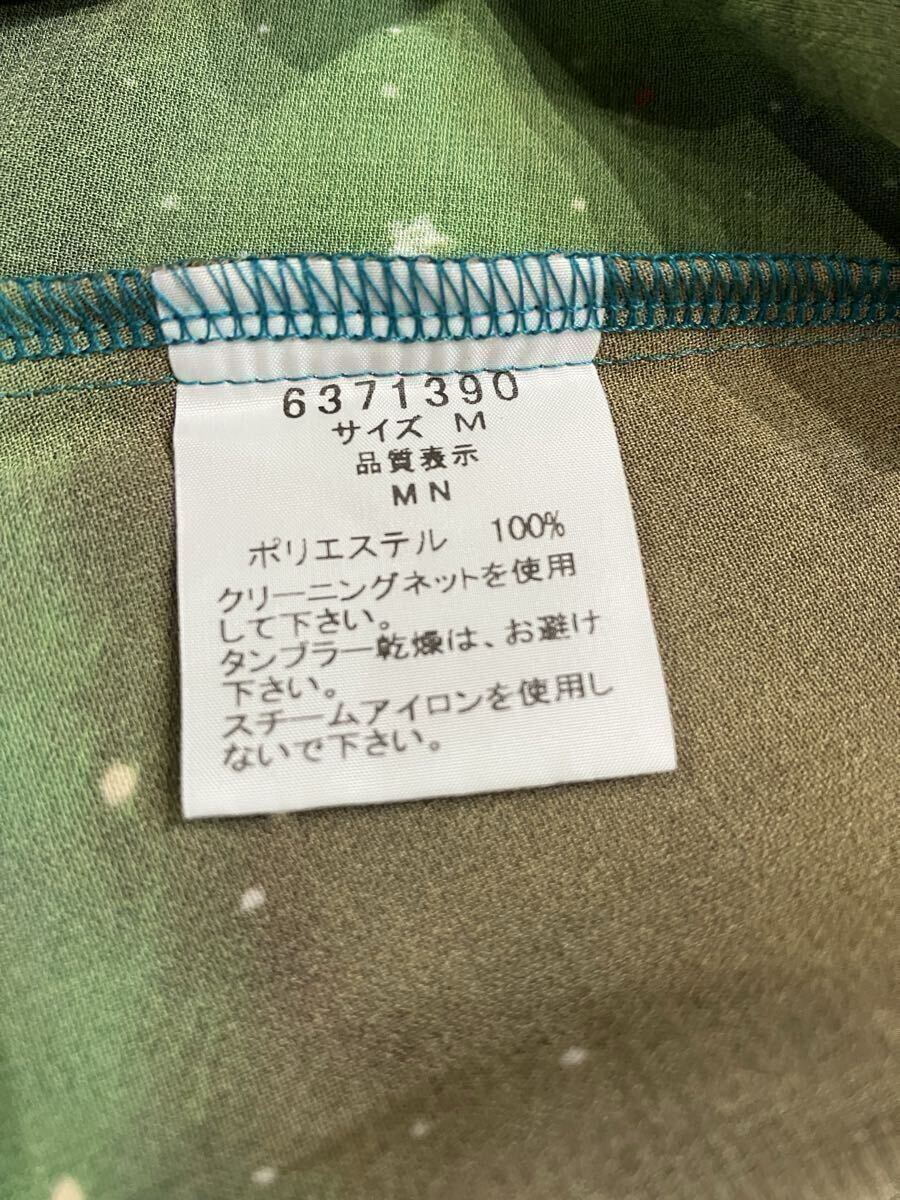 6371390
サイズ M
品質表示
MN
ポリエステル 100%
クリーニングネットを使用
して下さい。
タンブラー乾燥は、お避け
下さい。
スチームアイロンを使用し
ないで下さい。